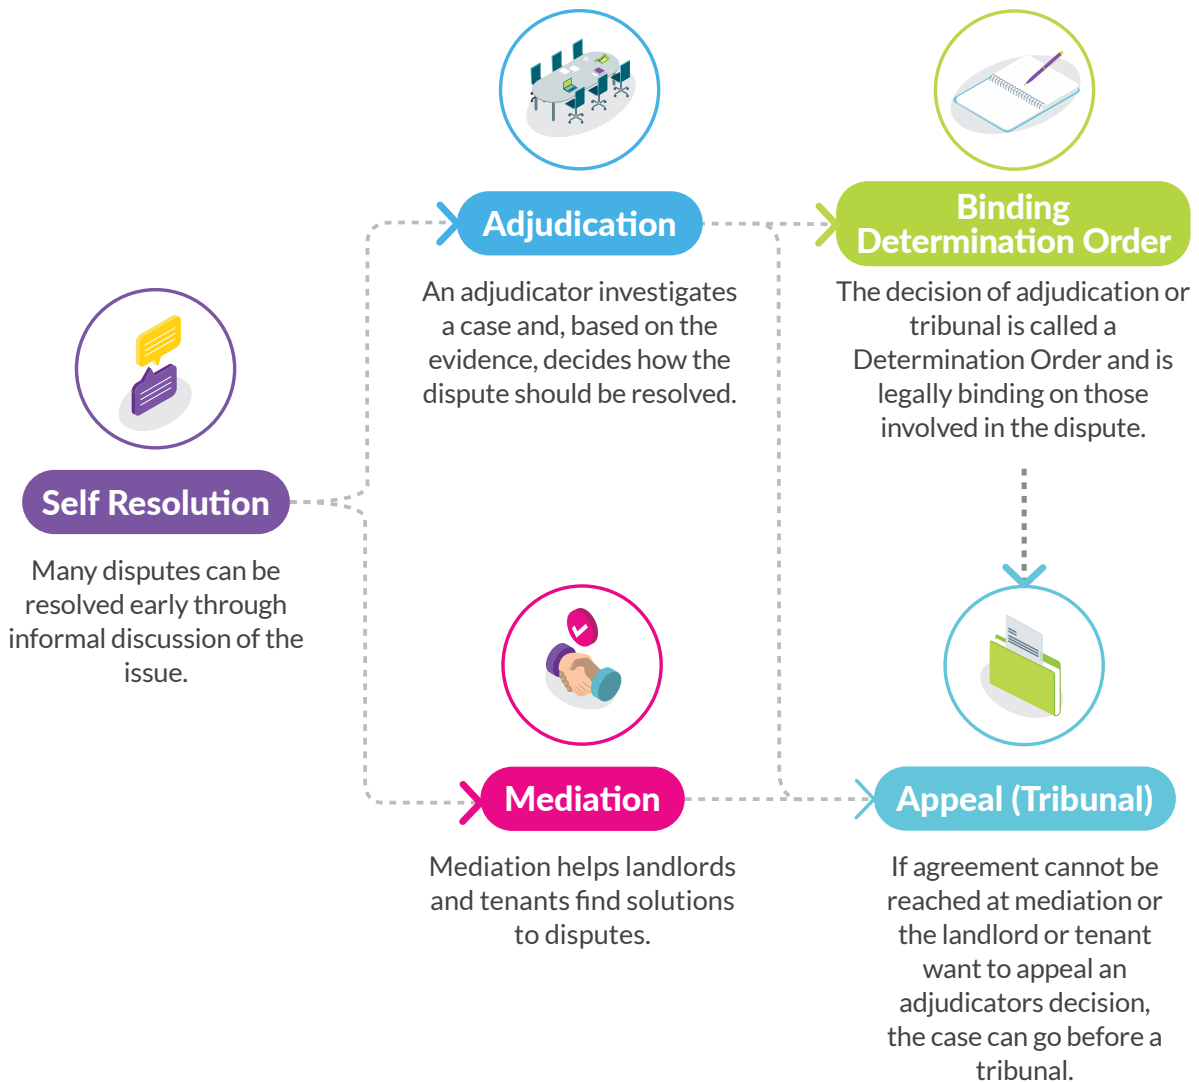 Self Resolution
Many disputes can be
resolved early through
informal discussion of the
issue.
Adjudication
An adjudicator investigates
a case and, based on the
evidence, decides how the
dispute should be resolved.
Mediation
Mediation helps landlords
and tenants find solutions
to disputes.
Binding
Determination Order
The decision of adjudication or
tribunal is called a
Determination Order and is
legally binding on those
involved in the dispute.
Appeal (Tribunal)
If agreement cannot be
reached at mediation or
the landlord or tenant
want to appeal an
adjudicators decision,
the case can go before a
tribunal.